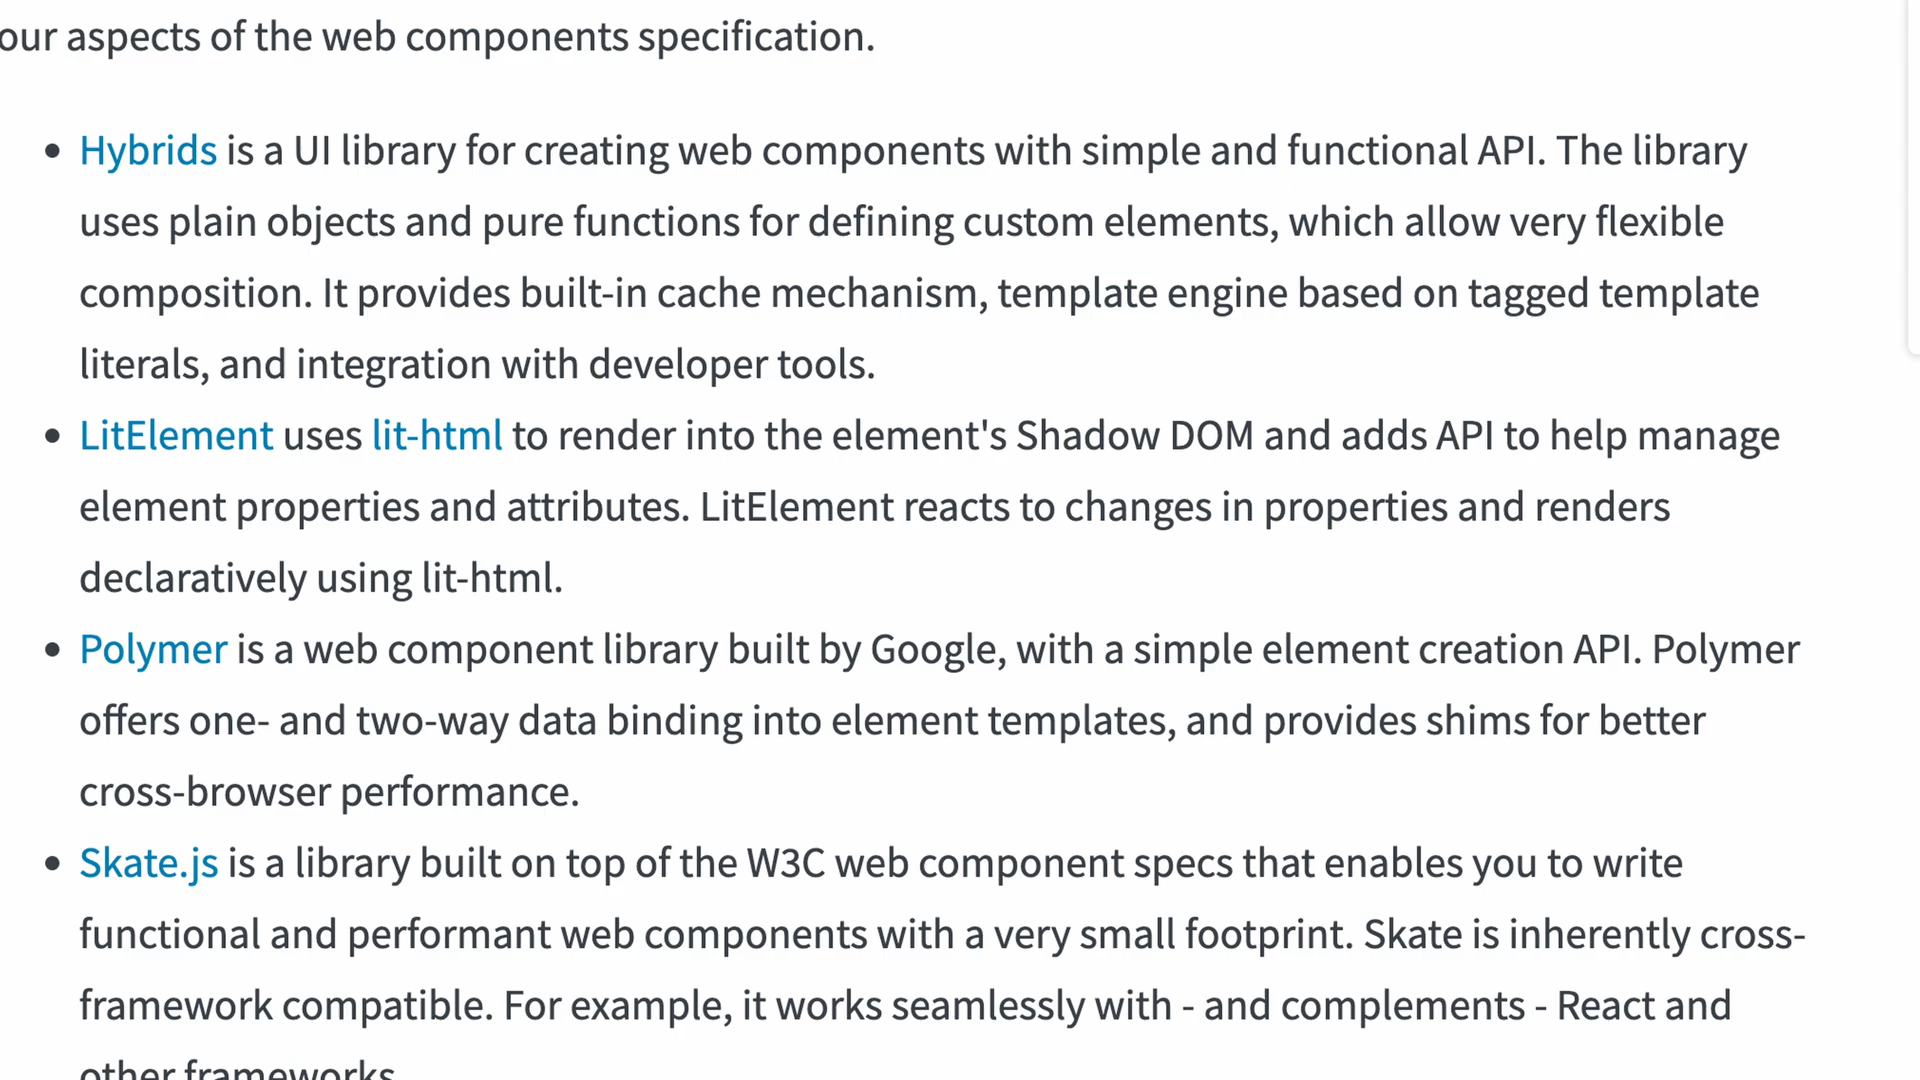 our aspects of the web components specification.
Hybrids is a UI library for creating web components with simple and functional API. The library
uses plain objects and pure functions for defining custom elements, which allow very flexible
composition. It provides built-in cache mechanism, template engine based on tagged template
literals, and integration with developer tools.
LitElement uses lit-html to render into the element's Shadow DOM and adds API to help manage
element properties and attributes. LitElement reacts to changes in properties and renders
declaratively using lit-html.
Polymer is a web component library built by Google, with a simple element creation API. Polymer
offers one- and two-way data binding into element templates, and provides shims for better
cross-browser performance.
Skate.js is a library built on top of the W3C web component specs that enables you to write
functional and performant web components with a very small footprint. Skate is inherently cross-
framework compatible. For example, it works seamlessly with - and complements - React and
other frameworks.